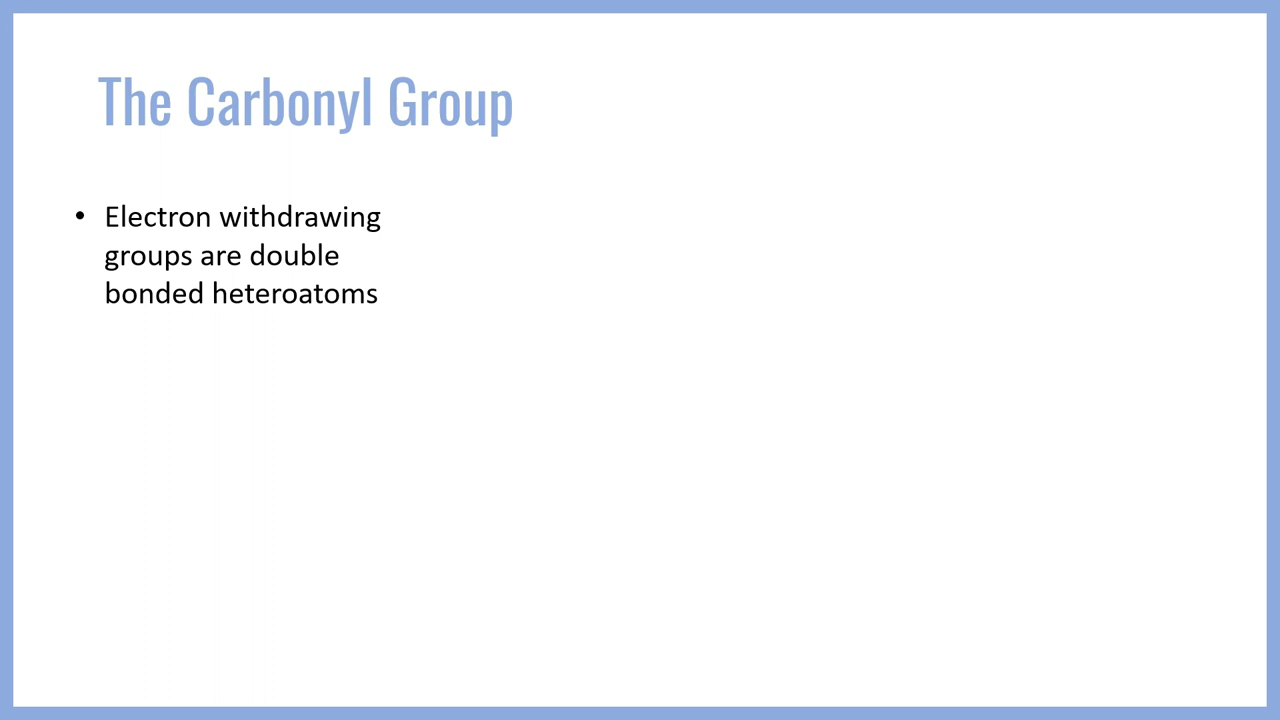 The Carbonyl Group
• Electron withdrawing
groups are double
bonded heteroatoms